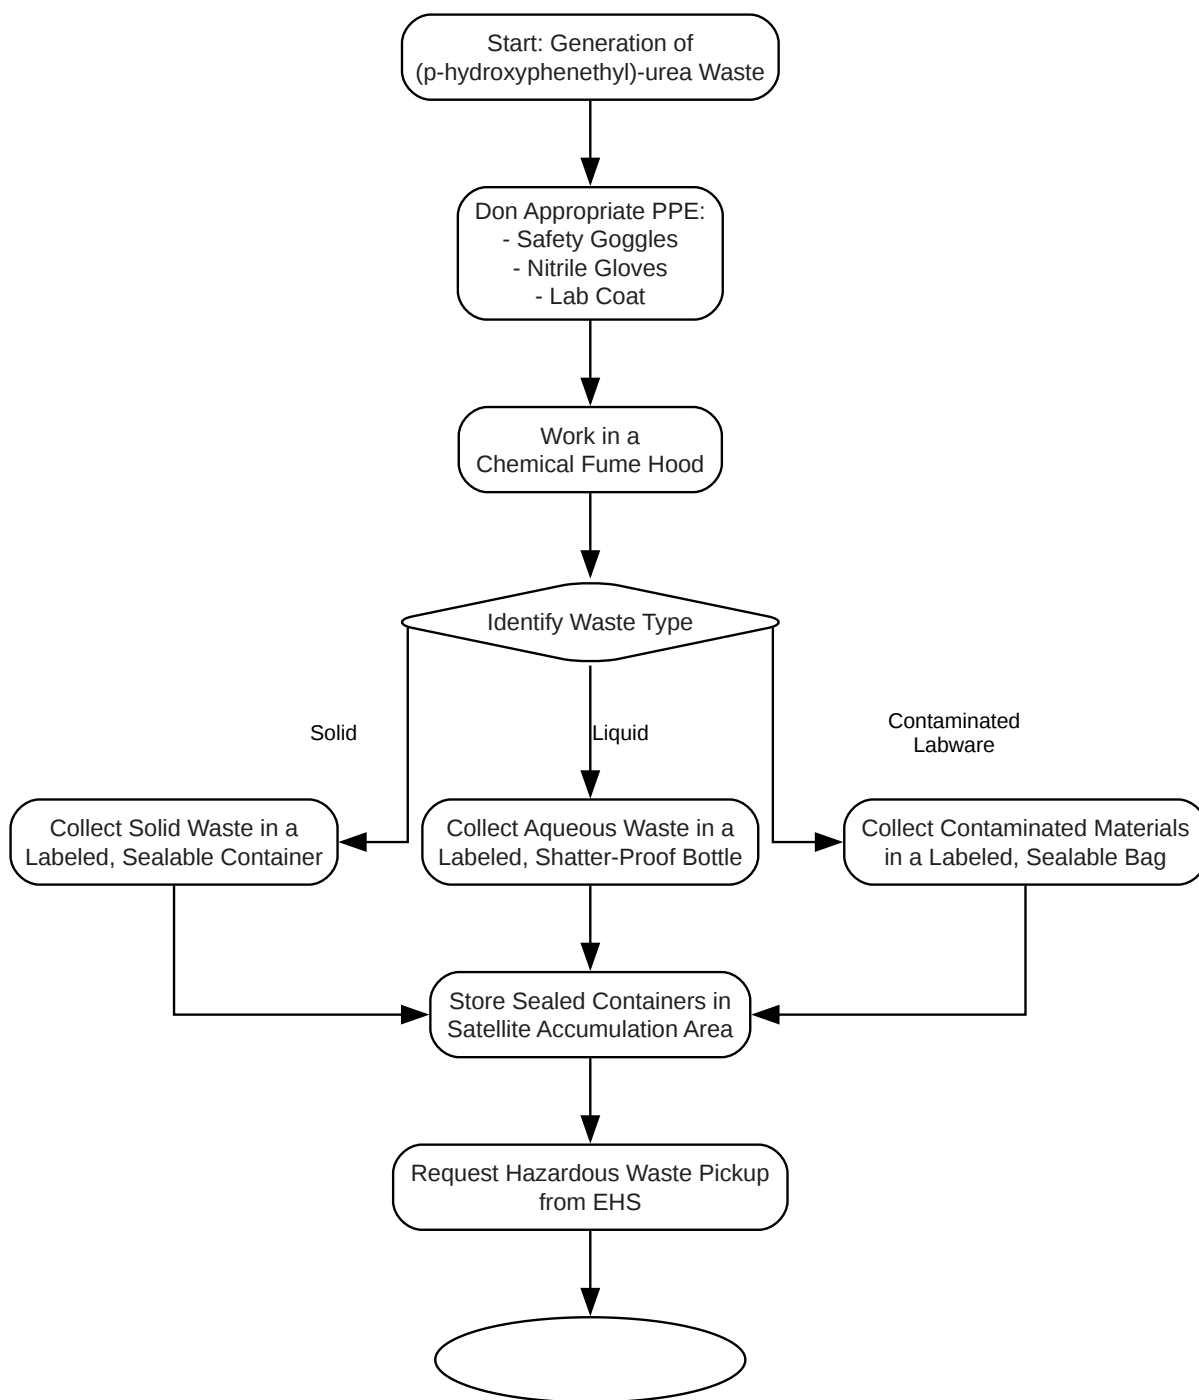 Start: Generation of
(p-hydroxyphenethyl)-urea Waste
Don Appropriate PPE:
- Safety Goggles
- Nitrile Gloves
- Lab Coat
Work in a
Chemical Fume Hood
Identify Waste Type
Solid
Liquid
Contaminated
Labware
Collect Solid Waste in a
Labeled, Sealable Container
Collect Aqueous Waste in a
Labeled, Shatter-Proof Bottle
Collect Contaminated Materials
in a Labeled, Sealable Bag
Store Sealed Containers in
Satellite Accumulation Area
Request Hazardous Waste Pickup
from EHS